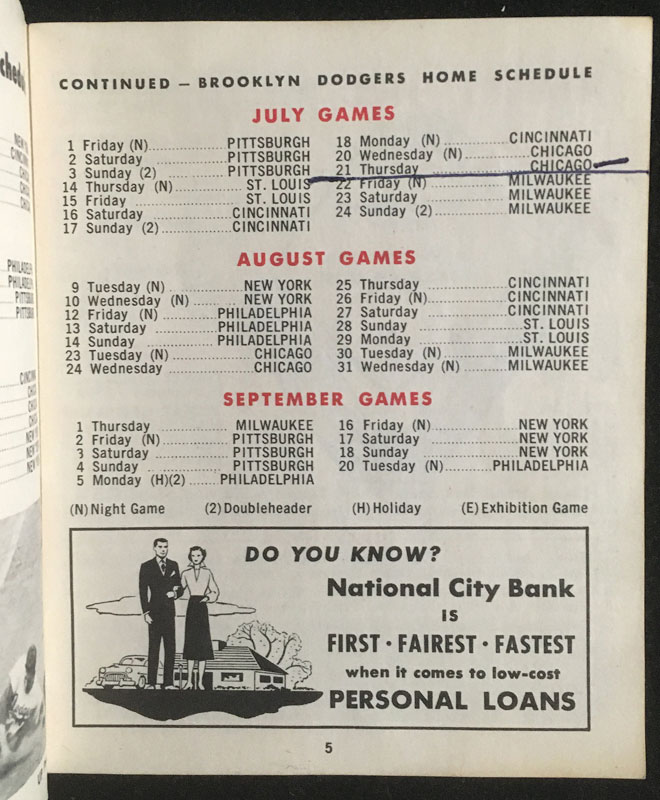 CONTINUED — BROOKLYN DODGERS HOME SCHEDULE
JULY GAMES
1 Friday (N)............PITTSBURGH
2 Saturday ............PITTSBURGH
3 Sunday (2)............PITTSBURGH
14 Thursday (N)............ST. LOUIS
15 Friday ............ST. LOUIS
16 Saturday ............CINCINNATI
17 Sunday (2)............CINCINNATI
18 Monday (N)............CINCINNATI
20 Wednesday (N)............CHICAGO
21 Thursday ............CHICAGO
22 Friday (N)............MILWAUKEE
23 Saturday ............MILWAUKEE
24 Sunday (2)............MILWAUKEE
AUGUST GAMES
9 Tuesday (N)............NEW YORK
10 Wednesday (N)............NEW YORK
12 Friday (N)............PHILADELPHIA
13 Saturday ............PHILADELPHIA
14 Sunday ............PHILADELPHIA
23 Tuesday (N)............CHICAGO
24 Wednesday ............CHICAGO
25 Thursday ............CINCINNATI
26 Friday (N)............CINCINNATI
27 Saturday ............CINCINNATI
28 Sunday ............ST. LOUIS
29 Monday ............ST. LOUIS
30 Tuesday (N)............MILWAUKEE
31 Wednesday (N)............MILWAUKEE
SEPTEMBER GAMES
1 Thursday ............MILWAUKEE
2 Friday (N)............PITTSBURGH
3 Saturday ............PITTSBURGH
4 Sunday ............PITTSBURGH
5 Monday (H)(2)............PHILADELPHIA
16 Friday (N)............NEW YORK
17 Saturday ............NEW YORK
18 Sunday ............NEW YORK
20 Tuesday (N)............PHILADELPHIA
(N) Night Game (2) Doubleheader (H) Holiday (E) Exhibition Game
DO YOU KNOW?
National City Bank
IS
FIRST · FAIREST · FASTEST
when it comes to low-cost
PERSONAL LOANS
5